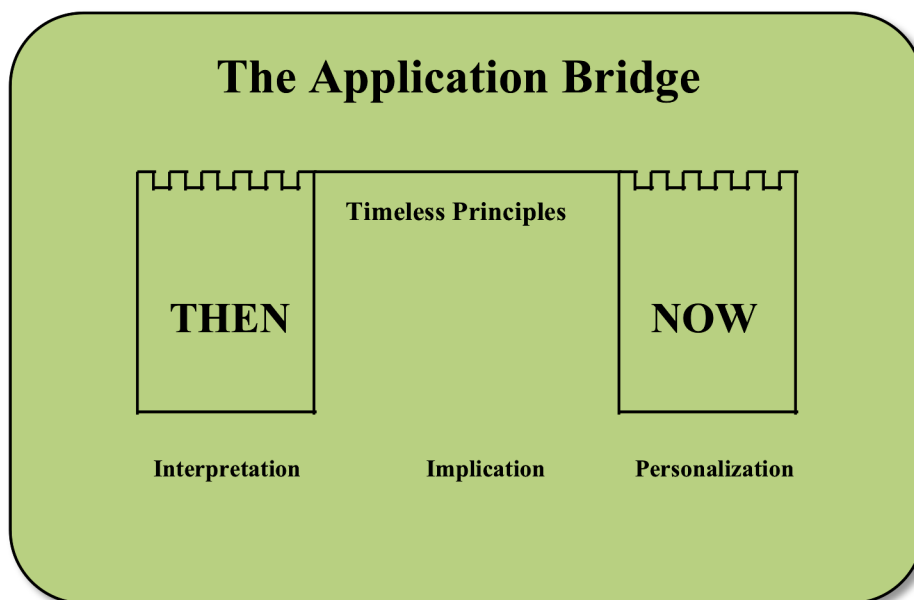 The Application Bridge
Timeless Principles
THEN
NOW
Interpretation
Implication
Personalization